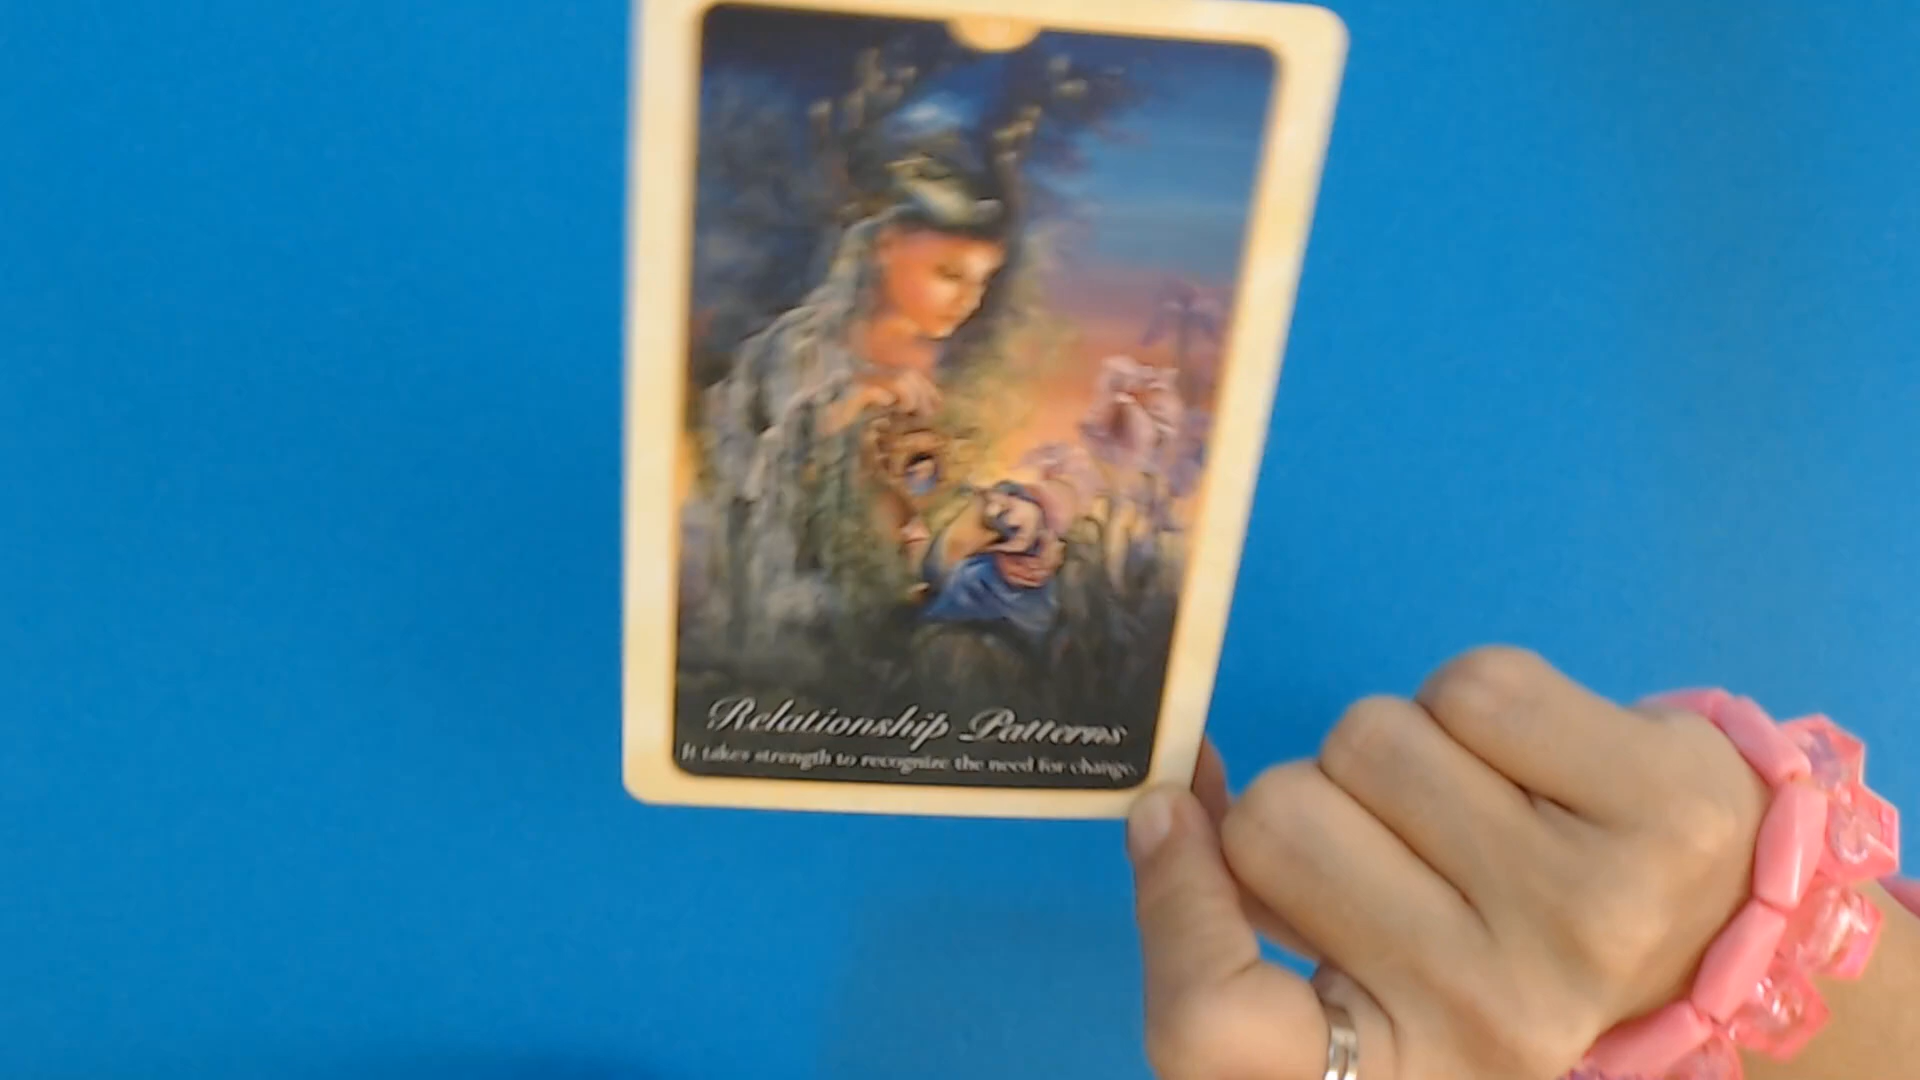 Relationship Patterns
It takes strength to recognize the need for change.